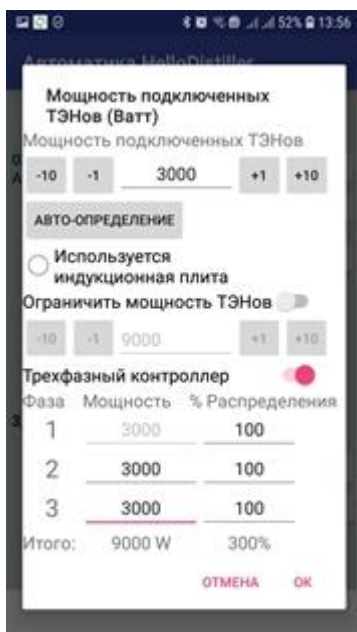 52% 13:56
Автоматика HelloDistiller
Мощность подключенных
ТЭНов (Ватт)
Мощность подключенных ТЭНов
-10 -1 3000 +1 +10
АВТО-ОПРЕДЕЛЕНИЕ
Используется
индукционная плита
Ограничить мощность ТЭНов
-10 -1 9000 +1 +10
Трехфазный контроллер
Фаза Мощность % Распределения
1 3000 100
2 3000 100
3 3000 100
Итого: 9000 W 300%
ОТМЕНА OK